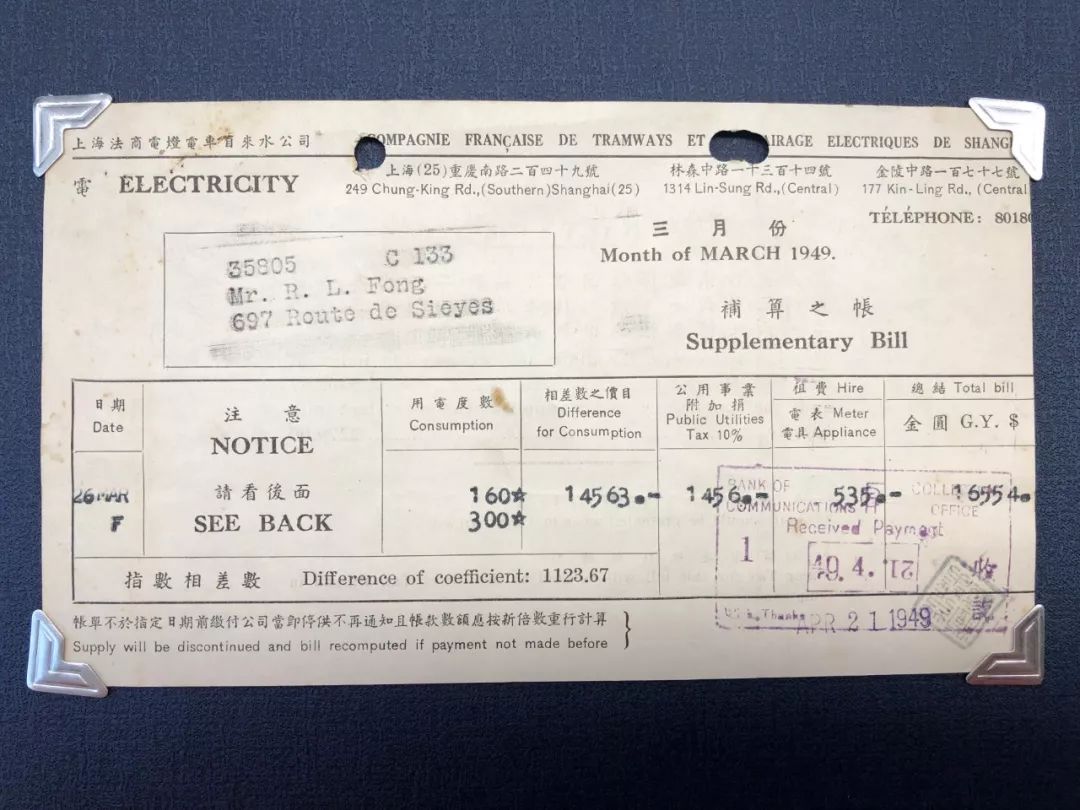 上海法商電燈電車自來水公司 OMPAGNIE FRANÇAISE DE TRAMWAYS ET AIRAGE ELECTRIQUES DE SHANG
電 ELECTRICITY
上海(25)重慶南路二百四十九號
249 Chung-King Rd.,(Southern)Shanghai(25)
林森中路一千三百十四號
1314 Lin-Sung Rd.,(Central)
金陵中路一百七十七號
177 Kin-Ling Rd., (Central
TÉLÉPHONE: 8018
三月份
Month of MARCH 1949.
35805 C 133
Mr. R. L. Fong
697 Route de Sieyes
補算之帳
Supplementary Bill
日期
Date
注意
NOTICE
請看後面
SEE BACK
用電度數
Consumption
相差數之價目
Difference
for Consumption
公用事業
附加捐
Public Utilities
Tax 10%
租費 Hire
電表 Meter
電具 Appliance
總結 Total bill
金圓 G.Y. $
26 MAR
F
160☆ 14563.- 1456.- 535.- 16554.
300☆
BANK OF
COMMUNICATIONS
COLLE
OFFICE
Received Payment
1
49. 4. 12
With Thanks
APR 21 1949
指數相差數 Difference of coefficient: 1123.67
帳單不於指定日期前繳付公司當即停供不再通知且帳款數額應按新倍數重行計算
Supply will be discontinued and bill recomputed if payment not made before